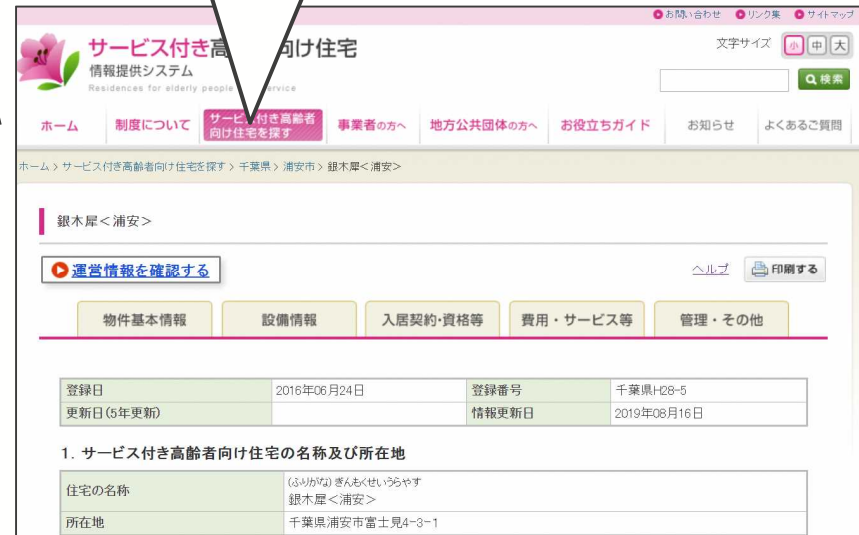 お問い合わせ リンク集 サイトマップ
サービス付き高 向け住宅
情報提供システム
Residences for elderly people ervice
文字サイズ 小 中 大
検索
ホーム 制度について サービス付き高齢者向け住宅を探す 事業者の方へ 地方公共団体の方へ お役立ちガイド お知らせ よくあるご質問
ホーム > サービス付き高齢者向け住宅を探す > 千葉県 > 浦安市 > 銀木犀<浦安>
銀木犀<浦安>
運営情報を確認する ヘルプ 印刷する
物件基本情報 設備情報 入居契約・資格等 費用・サービス等 管理・その他
登録日 2016年06月24日 登録番号 千葉県H28-5
更新日(5年更新) 情報更新日 2019年08月16日
1. サービス付き高齢者向け住宅の名称及び所在地
住宅の名称 (ふりがな) ぎんもくせいうらやす
銀木犀<浦安>
所在地 千葉県浦安市富士見4-3-1